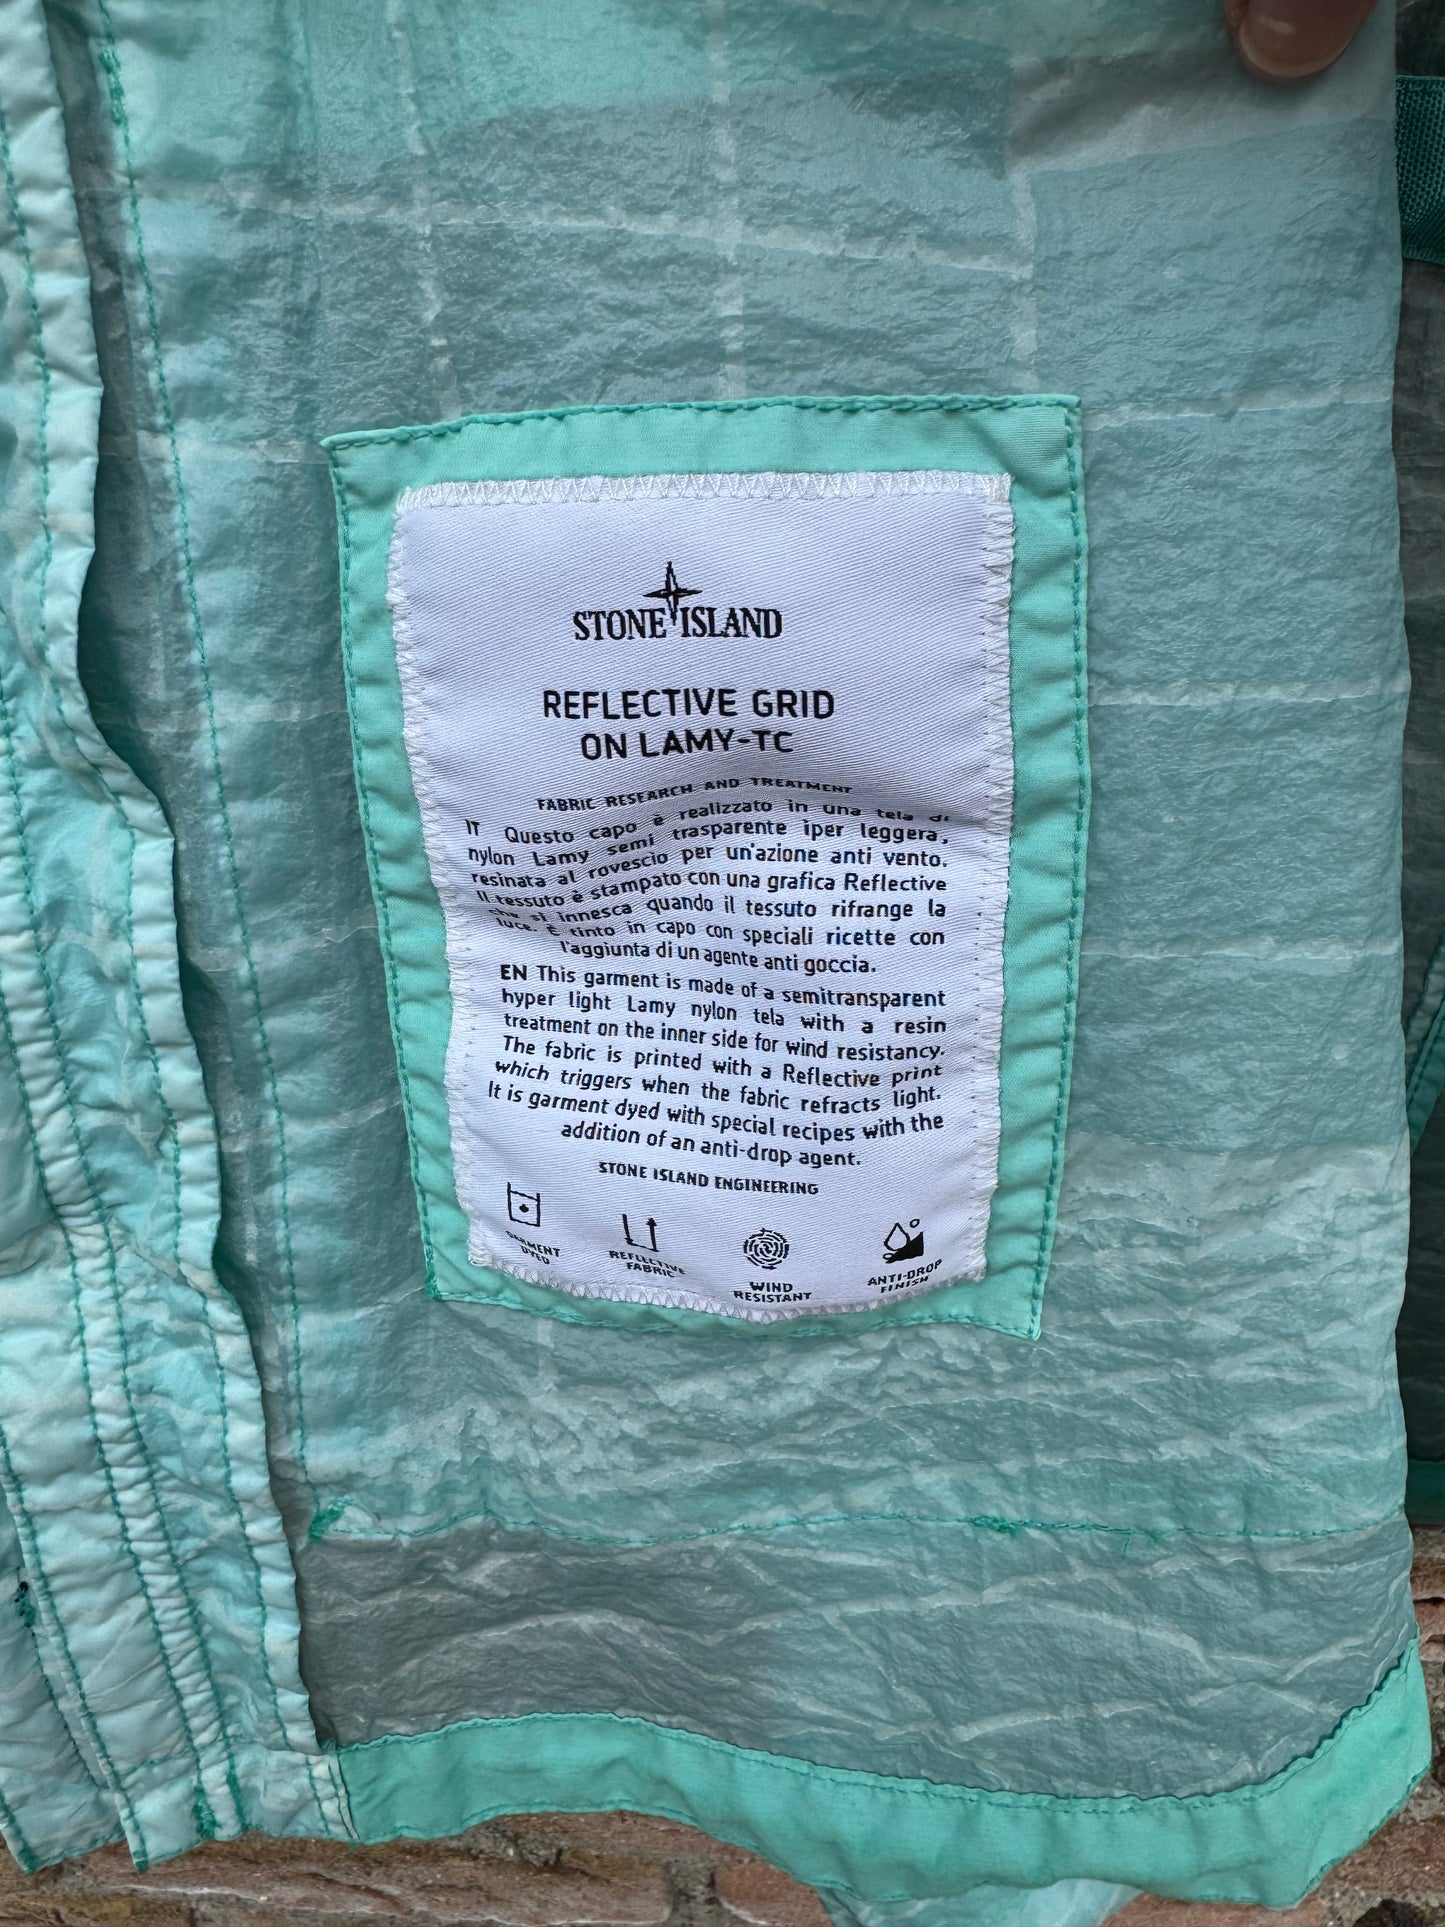 STONE ISLAND
REFLECTIVE GRID
ON LAMY-TC
FABRIC RESEARCH AND TREATMENT
IT Questo capo è realizzato in una tela di
nylon Lamy semi trasparente iper leggera,
resinata al rovescio per un'azione anti vento.
Il tessuto è stampato con una grafica Reflective
che si innesca quando il tessuto rifrange la
luce. È tinto in capo con speciali ricette con
l'aggiunta di un agente anti goccia.
EN This garment is made of a semitransparent
hyper light Lamy nylon tela with a resin
treatment on the inner side for wind resistancy.
The fabric is printed with a Reflective print
which triggers when the fabric refracts light.
It is garment dyed with special recipes with the
addition of an anti-drop agent.
STONE ISLAND ENGINEERING
GARMENT
DYED
REFLECTIVE
FABRIC
WIND
RESISTANT
ANTI-DROP
FINISH